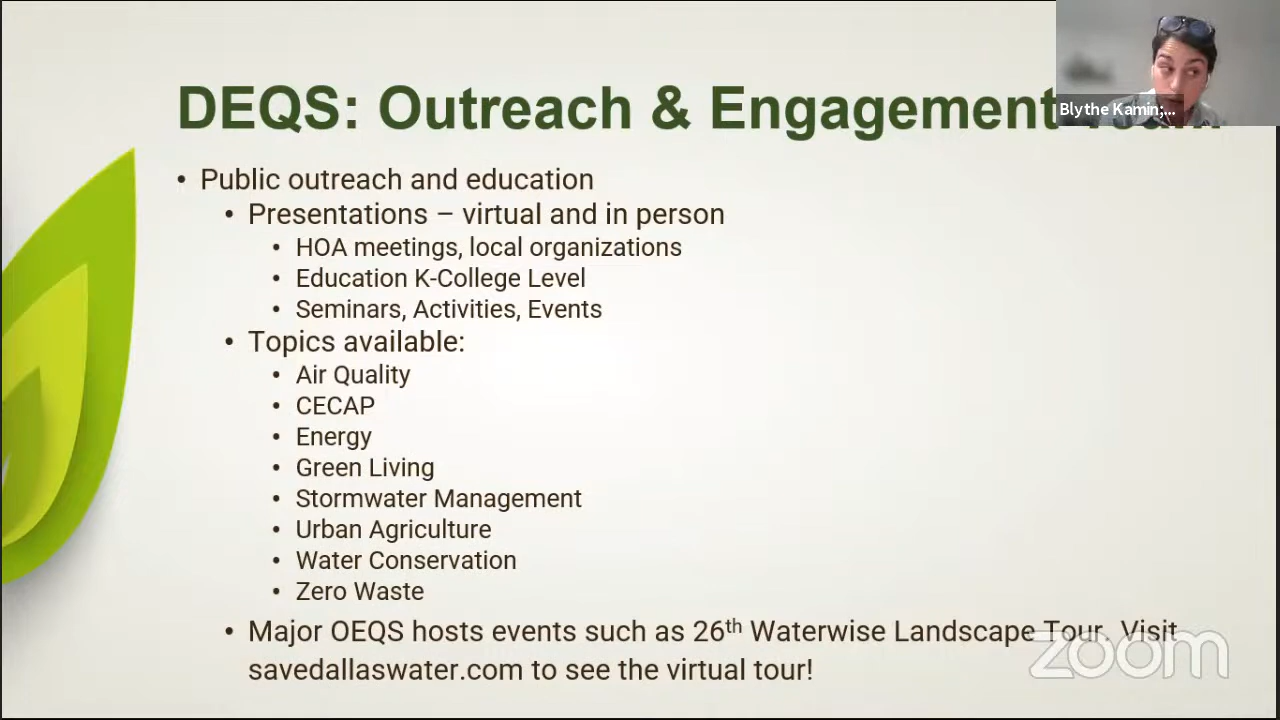 DEQS: Outreach & Engagement
Blythe Kamin;...
• Public outreach and education
• Presentations – virtual and in person
• HOA meetings, local organizations
• Education K-College Level
• Seminars, Activities, Events
• Topics available:
• Air Quality
• CECAP
• Energy
• Green Living
• Stormwater Management
• Urban Agriculture
• Water Conservation
• Zero Waste
• Major OEQS hosts events such as 26th Waterwise Landscape Tour. Visit
savedallaswater.com to see the virtual tour!
zoom